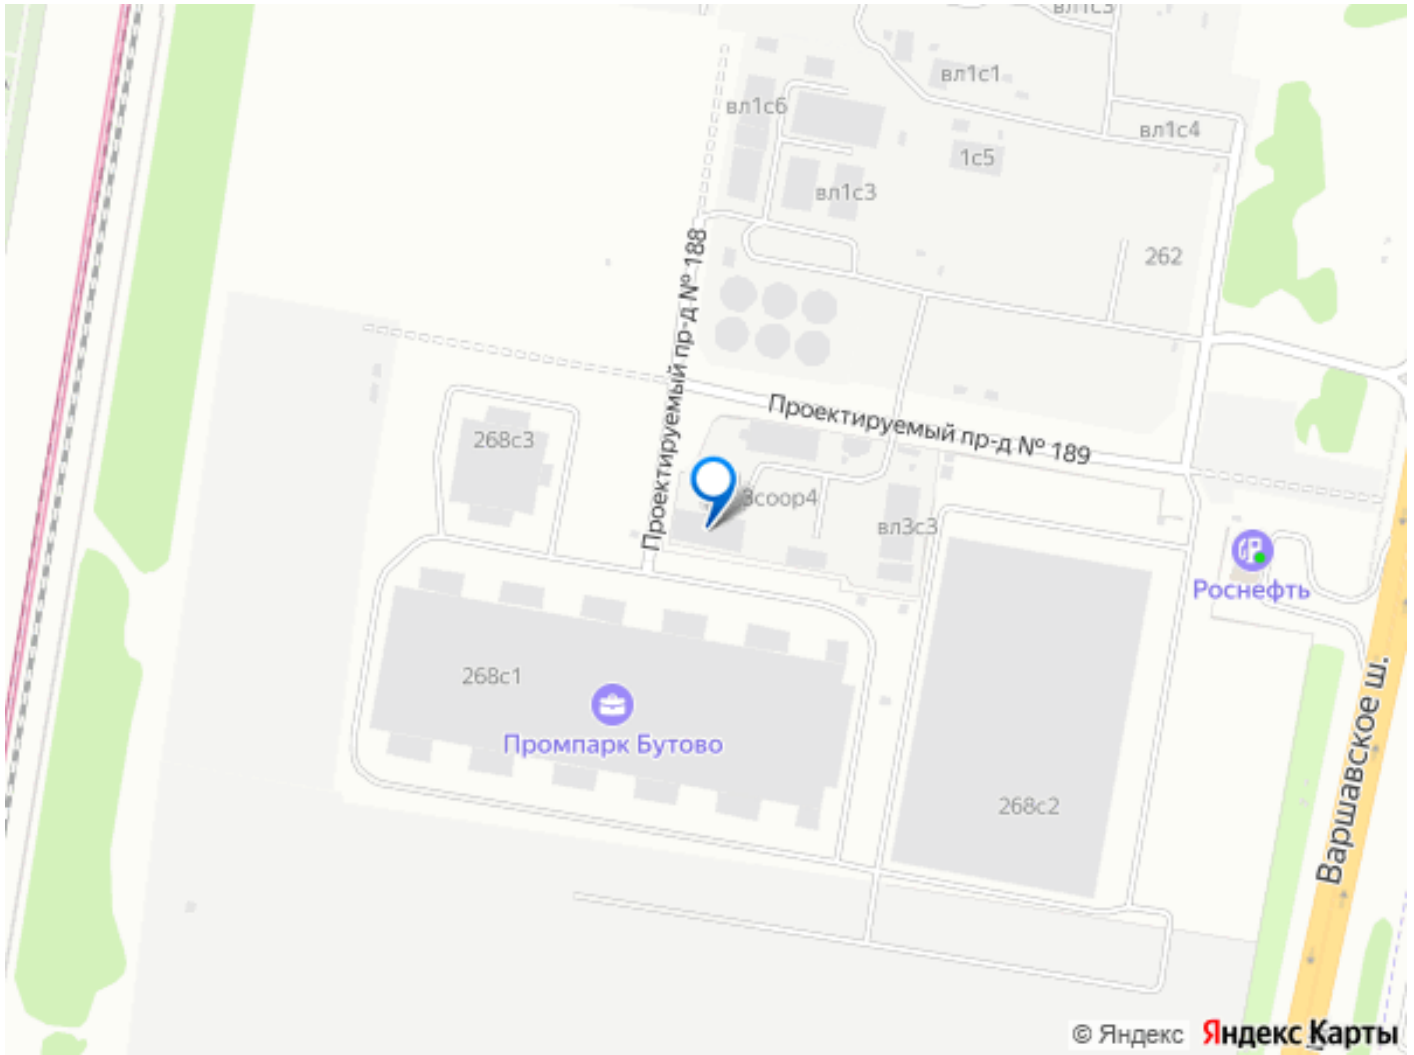 вл1с3
вл1с1
вл1с6
вл1с4
1с5
вл1с3
262
Проектируемый пр-д № 188
Проектируемый пр-д № 189
268с3
3соор4
вл3с3
Роснефть
268с1
Промпарк Бутово
268с2
Варшавское ш.
© Яндекс
Яндекс Карты